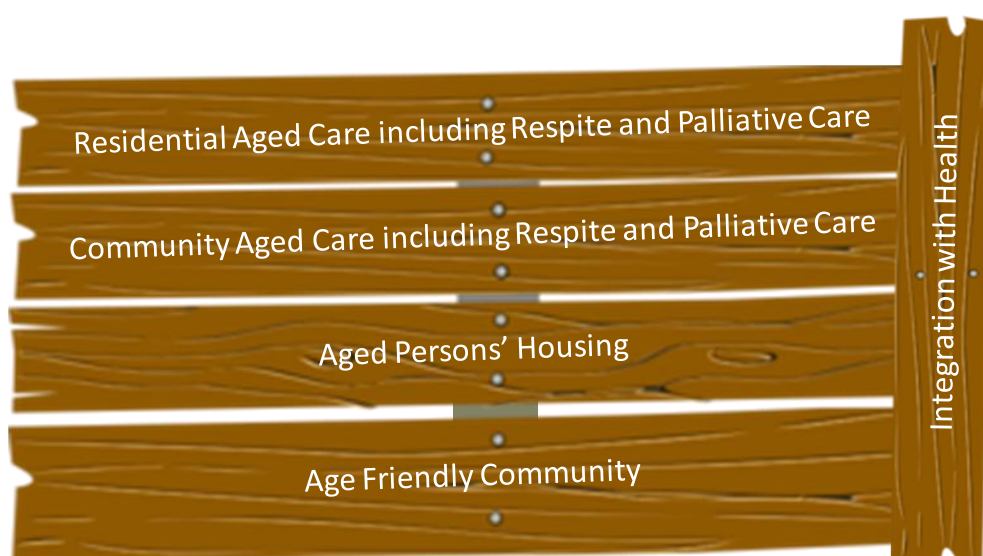 Residential Aged Care including Respite and Palliative Care
Community Aged Care including Respite and Palliative Care
Aged Persons’ Housing
Age Friendly Community
Integration with Health